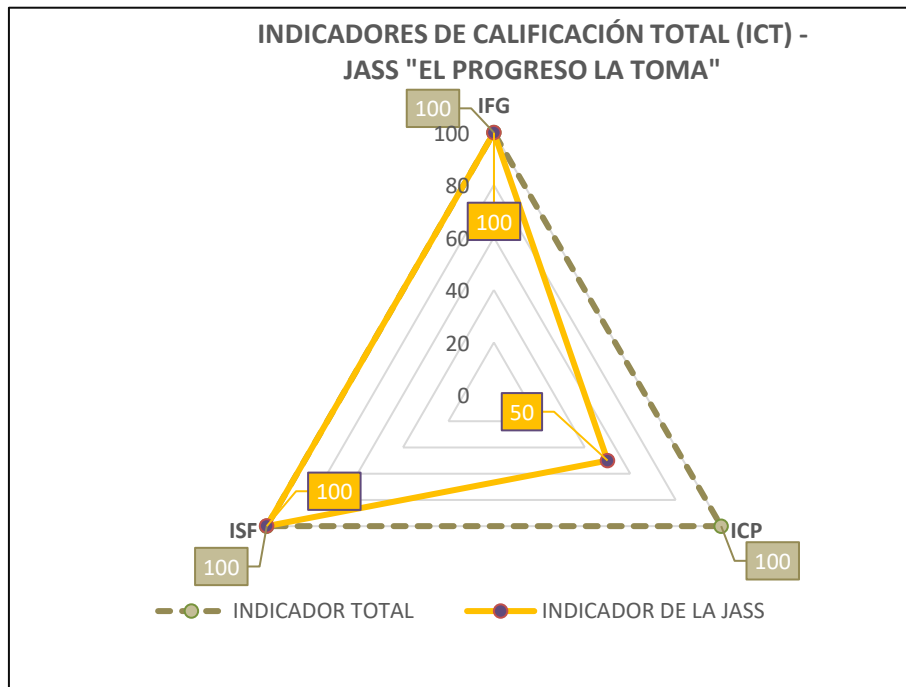 INDICADORES DE CALIFICACIÓN TOTAL (ICT) -
JASS "EL PROGRESO LA TOMA"
100
IFG
100
80
100
60
40
20
0
50
100
ISF
ICP
100
100
INDICADOR TOTAL
INDICADOR DE LA JASS